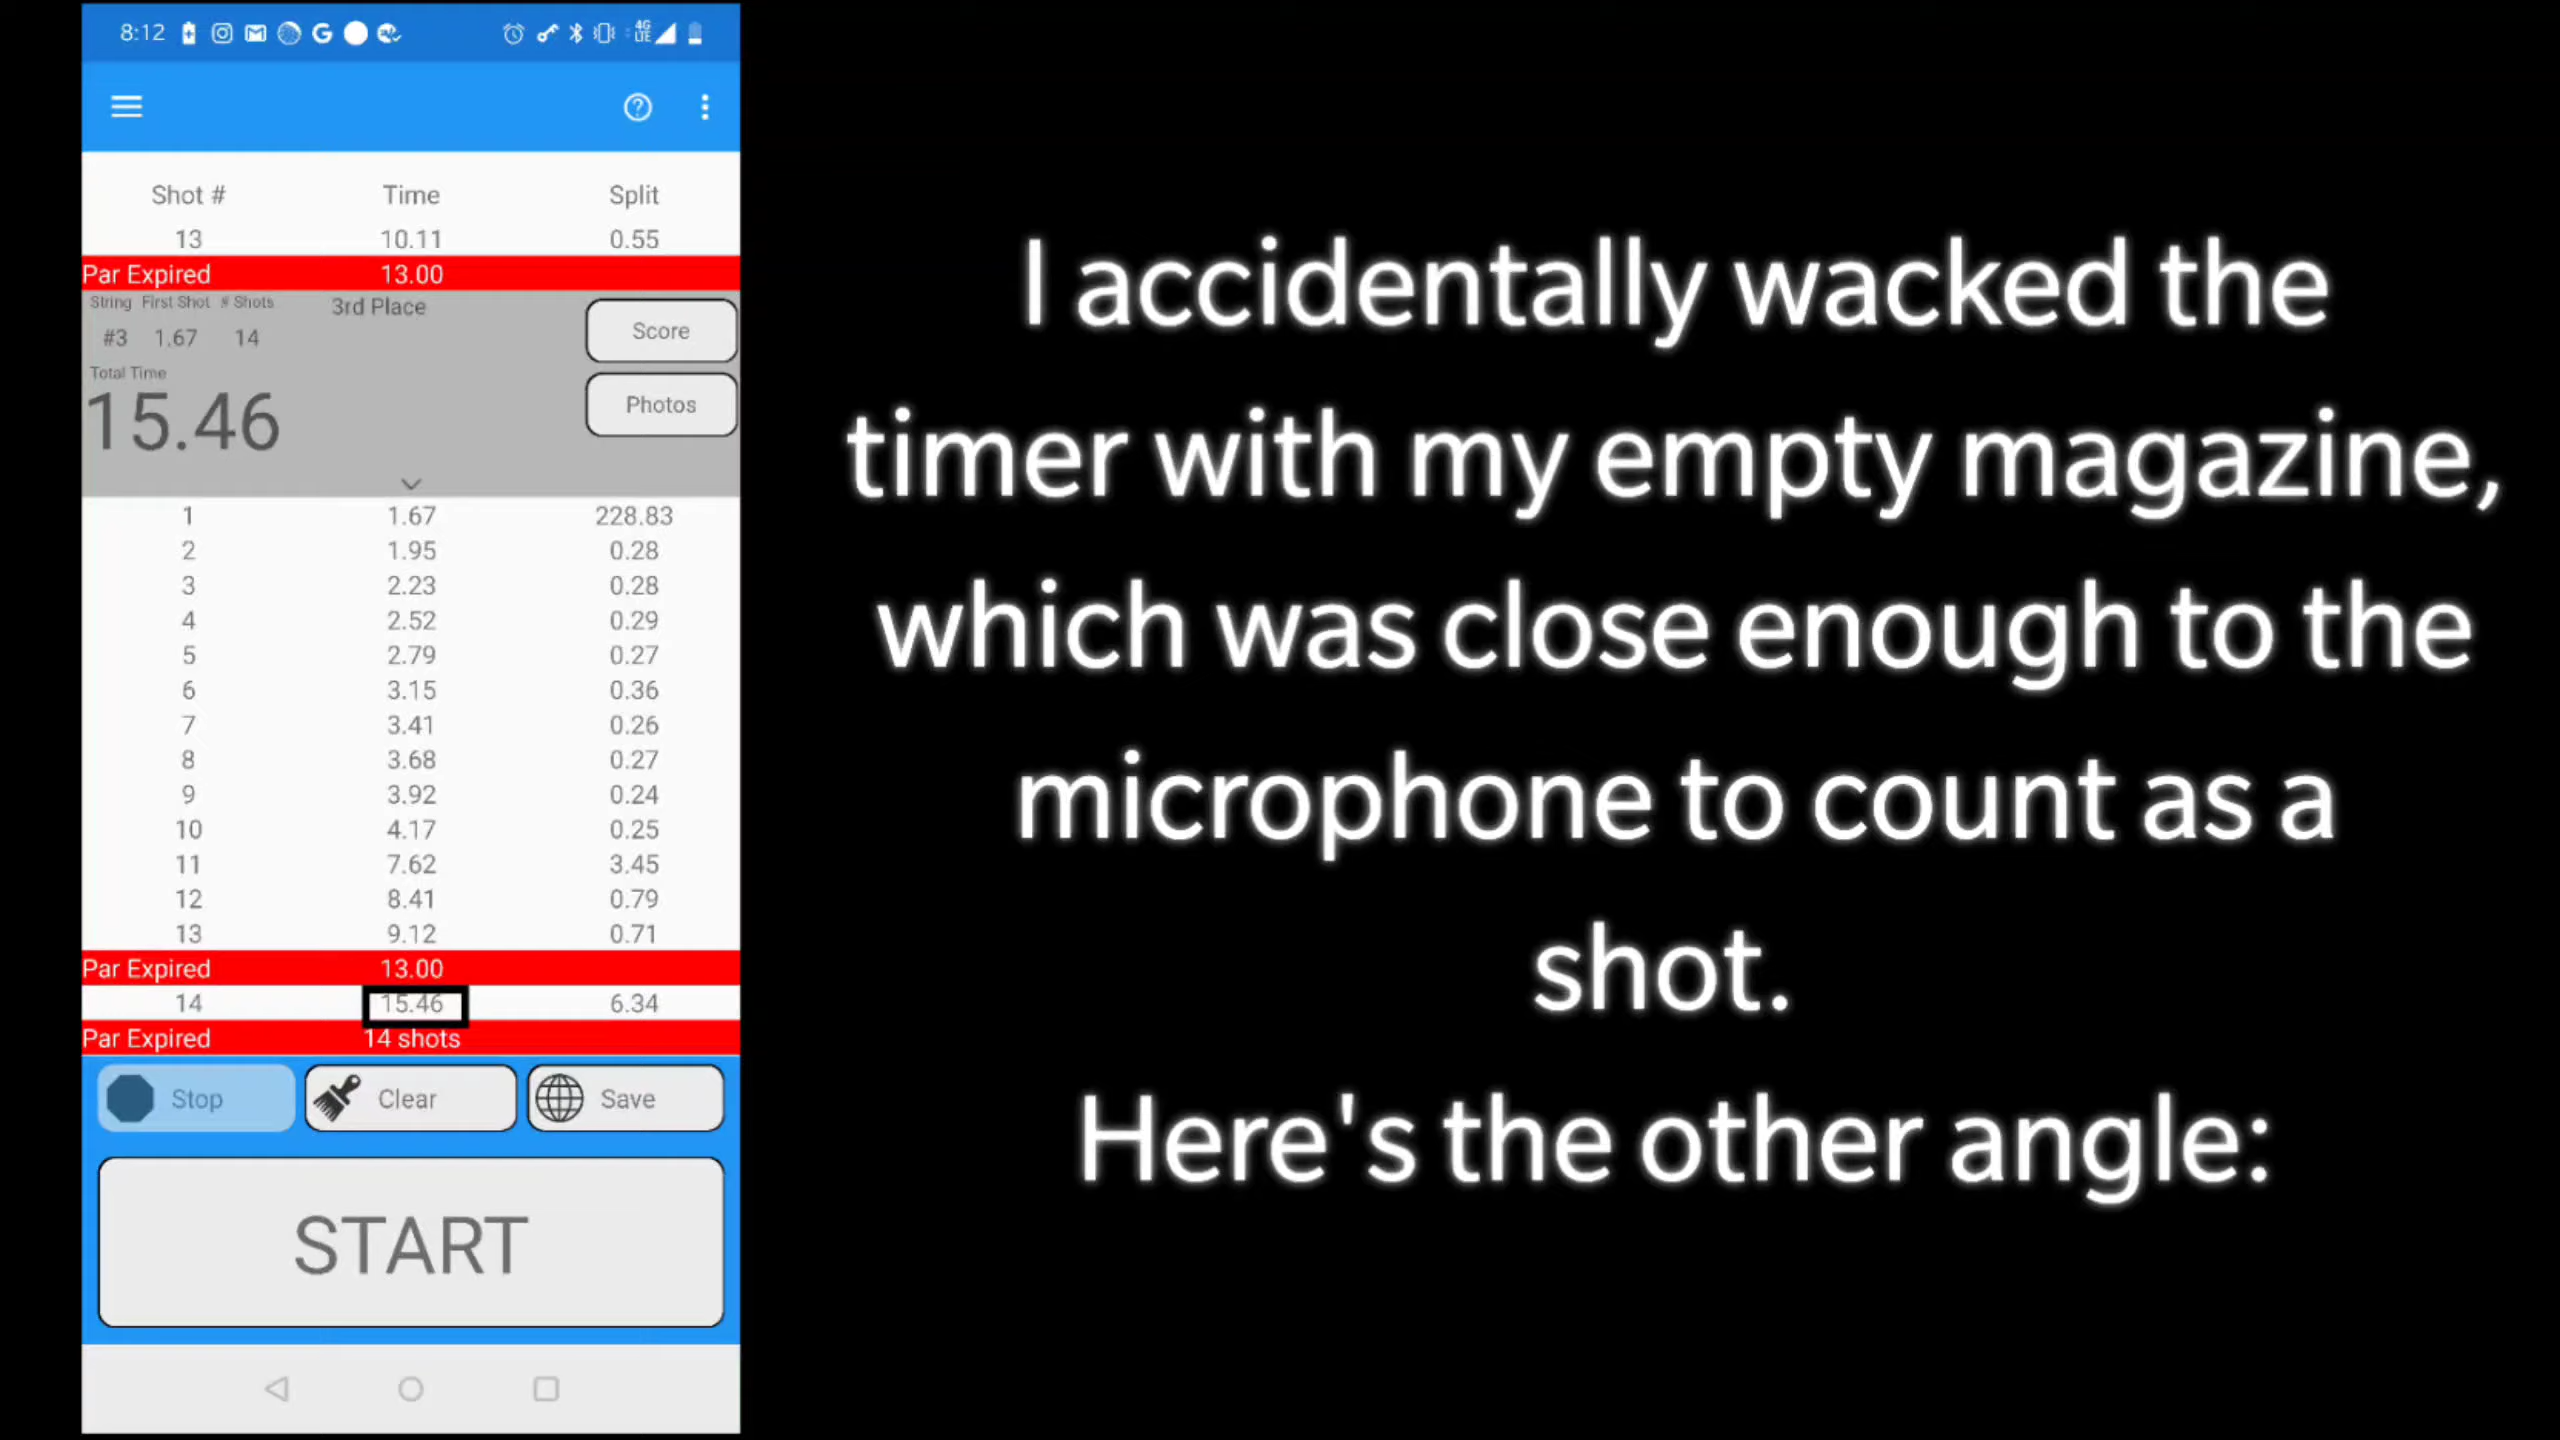 8:12
4G
LTE
Shot # Time Split
13 10.11 0.55
Par Expired 13.00
String First Shot # Shots 3rd Place
Score
#3 1.67 14
Total Time
15.46
Photos
1 1.67 228.83
2 1.95 0.28
3 2.23 0.28
4 2.52 0.29
5 2.79 0.27
6 3.15 0.36
7 3.41 0.26
8 3.68 0.27
9 3.92 0.24
10 4.17 0.25
11 7.62 3.45
12 8.41 0.79
13 9.12 0.71
Par Expired 13.00
14 15.46 6.34
Par Expired 14 shots
Stop Clear Save
START
I accidentally wacked the
timer with my empty magazine,
which was close enough to the
microphone to count as a
shot.
Here's the other angle: